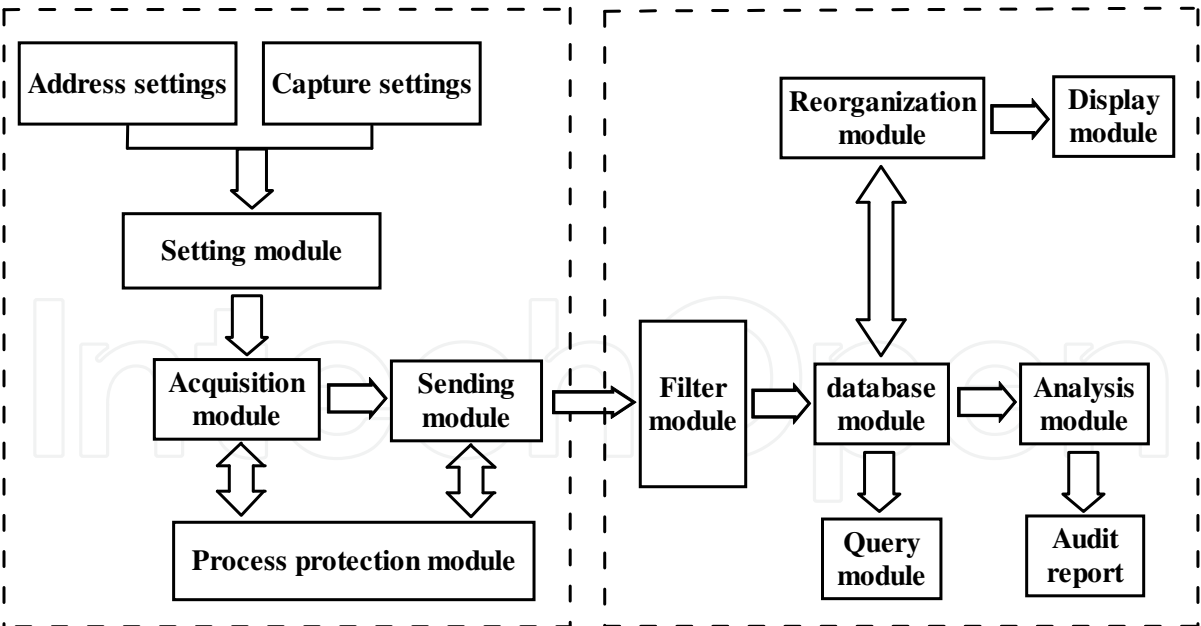 Address settings
Capture settings
Setting module
Acquisition
module
Sending
module
Process protection module
Reorganization
module
Display
module
Filter
module
database
module
Analysis
module
Query
module
Audit
report
IntechOpen